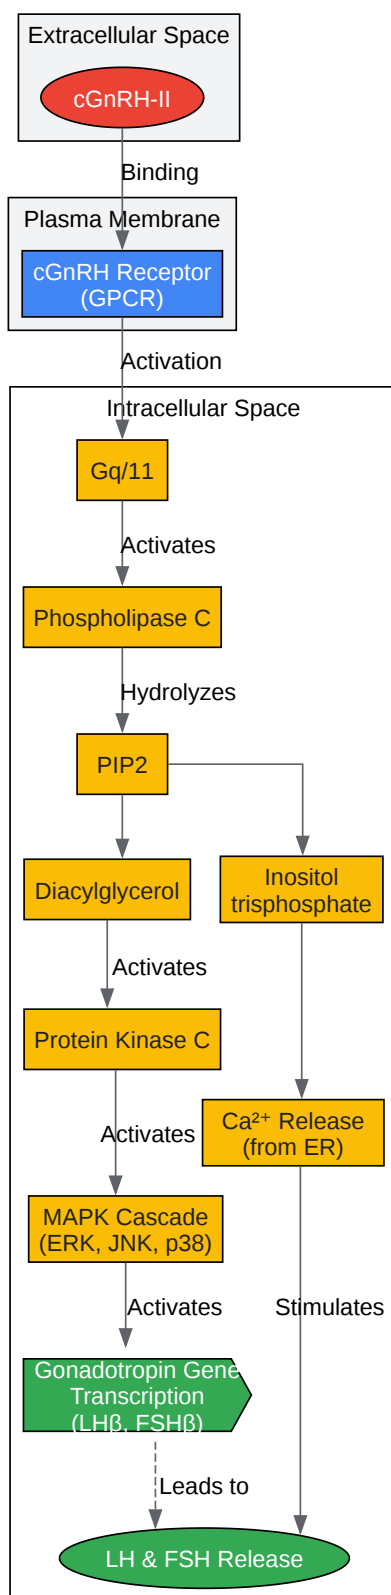 Extracellular Space
cGnRH-II
Binding
Plasma Membrane
cGnRH Receptor
(GPCR)
Activation
Intracellular Space
Gq/11
Activates
Phospholipase C
Hydrolyzes
PIP2
Diacylglycerol
Inositol
trisphosphate
Activates
Protein Kinase C
Ca²⁺ Release
(from ER)
Activates
MAPK Cascade
(ERK, JNK, p38)
Activates
Stimulates
Gonadotropin Gene
Transcription
(LHβ, FSHβ)
Leads to
LH & FSH Release